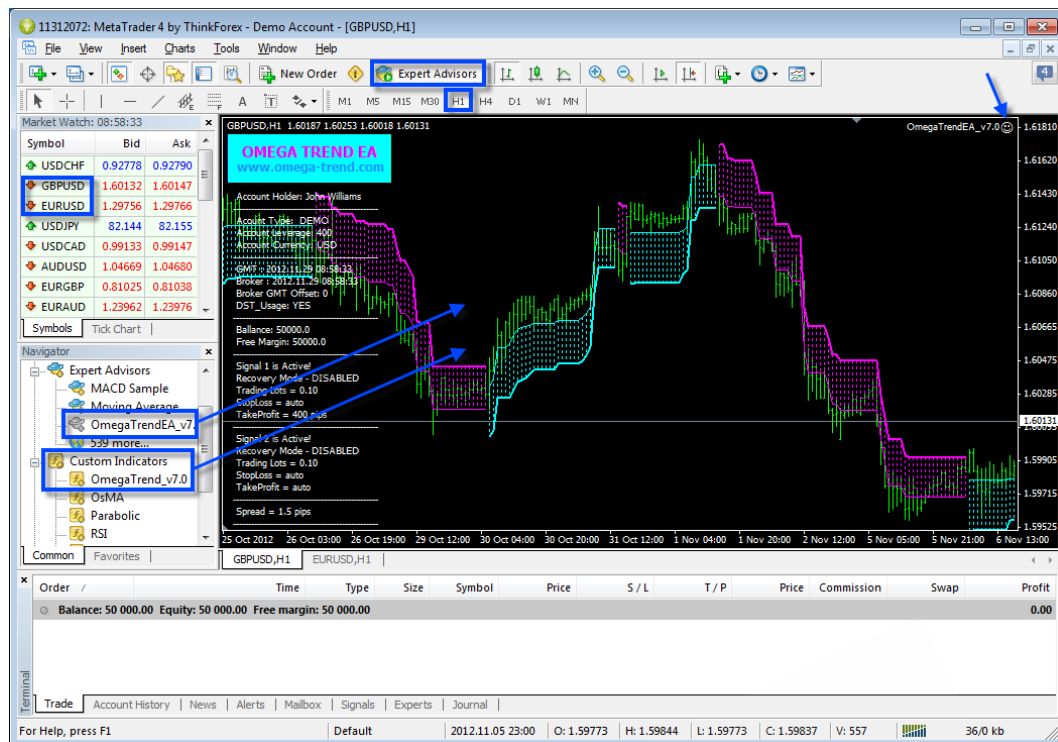 11312072: MetaTrader 4 by ThinkForex - Demo Account - [GBPUSD,H1]
File View Insert Charts Tools Window Help
New Order Expert Advisors 4
A T M1 M5 M15 M30 H1 H4 D1 W1 MN
Market Watch: 08:58:33
Symbol Bid Ask
USDCHF 0.92778 0.92790
GBPUSD 1.60132 1.60147
EURUSD 1.29756 1.29766
USDJPY 82.144 82.155
USDCAD 0.99133 0.99147
AUDUSD 1.04669 1.04680
EURGBP 0.81025 0.81038
EURAUD 1.23962 1.23976
Symbols Tick Chart
Navigator
Expert Advisors
MACD Sample
Moving Average
OmegaTrendEA_v7.
539 more...
Custom Indicators
OmegaTrend_v7.0
OsMA
Parabolic
RSI
Common Favorites
GBPUSD,H1 1.60187 1.60253 1.60018 1.60131
OmegaTrendEA_v7.0
OMEGA TREND EA
www.omega-trend.com
Account Holder: John Williams
Acount Type: DEMO
Account Leverage: 400
Account Currency: USD
GMT : 2012.11.29 08:58:33
Broker : 2012.11.29 08:58:33
Broker GMT Offset: 0
DST_Usage: YES
Ballance: 50000.0
Free Margin: 50000.0
Signal 1 is Active!
Recovery Mode - DISABLED
Trading Lots = 0.10
StopLoss = auto
TakeProfit = 400 pips
Signal 2 is Active!
Recovery Mode - DISABLED
Trading Lots = 0.10
StopLoss = auto
TakeProfit = auto
Spread = 1.5 pips
1.61810
1.61620
1.61430
1.61240
1.61050
1.60860
1.60665
1.60475
1.60285
1.60131
1.60095
1.59905
1.59715
1.59525
25 Oct 2012 26 Oct 03:00 26 Oct 19:00 29 Oct 12:00 30 Oct 04:00 30 Oct 20:00 31 Oct 12:00 1 Nov 04:00 1 Nov 20:00 2 Nov 12:00 5 Nov 05:00 5 Nov 21:00 6 Nov 13:00
GBPUSD,H1 EURUSD,H1
Order Time Type Size Symbol Price S / L T / P Price Commission Swap Profit
Balance: 50 000.00 Equity: 50 000.00 Free margin: 50 000.00 0.00
Terminal
Trade Account History News Alerts Mailbox Signals Experts Journal
For Help, press F1 Default 2012.11.05 23:00 O: 1.59773 H: 1.59844 L: 1.59773 C: 1.59837 V: 557 36/0 kb